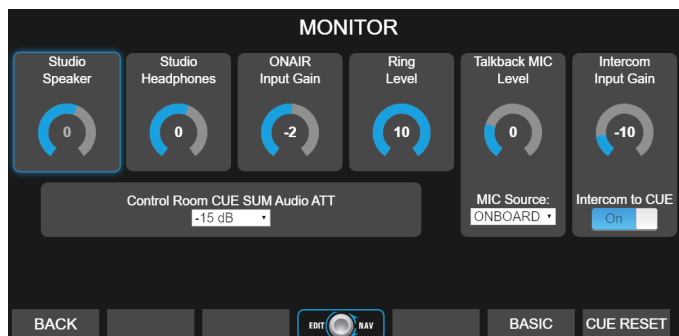 MONITOR
Studio
Speaker
0
Studio
Headphones
0
ONAIR
Input Gain
-2
Ring
Level
10
Talkback MIC
Level
0
MIC Source:
ONBOARD
Intercom
Input Gain
-10
Intercom to CUE
On
Control Room CUE SUM Audio ATT
-15 dB
BACK
EDIT
NAV
BASIC
CUE RESET